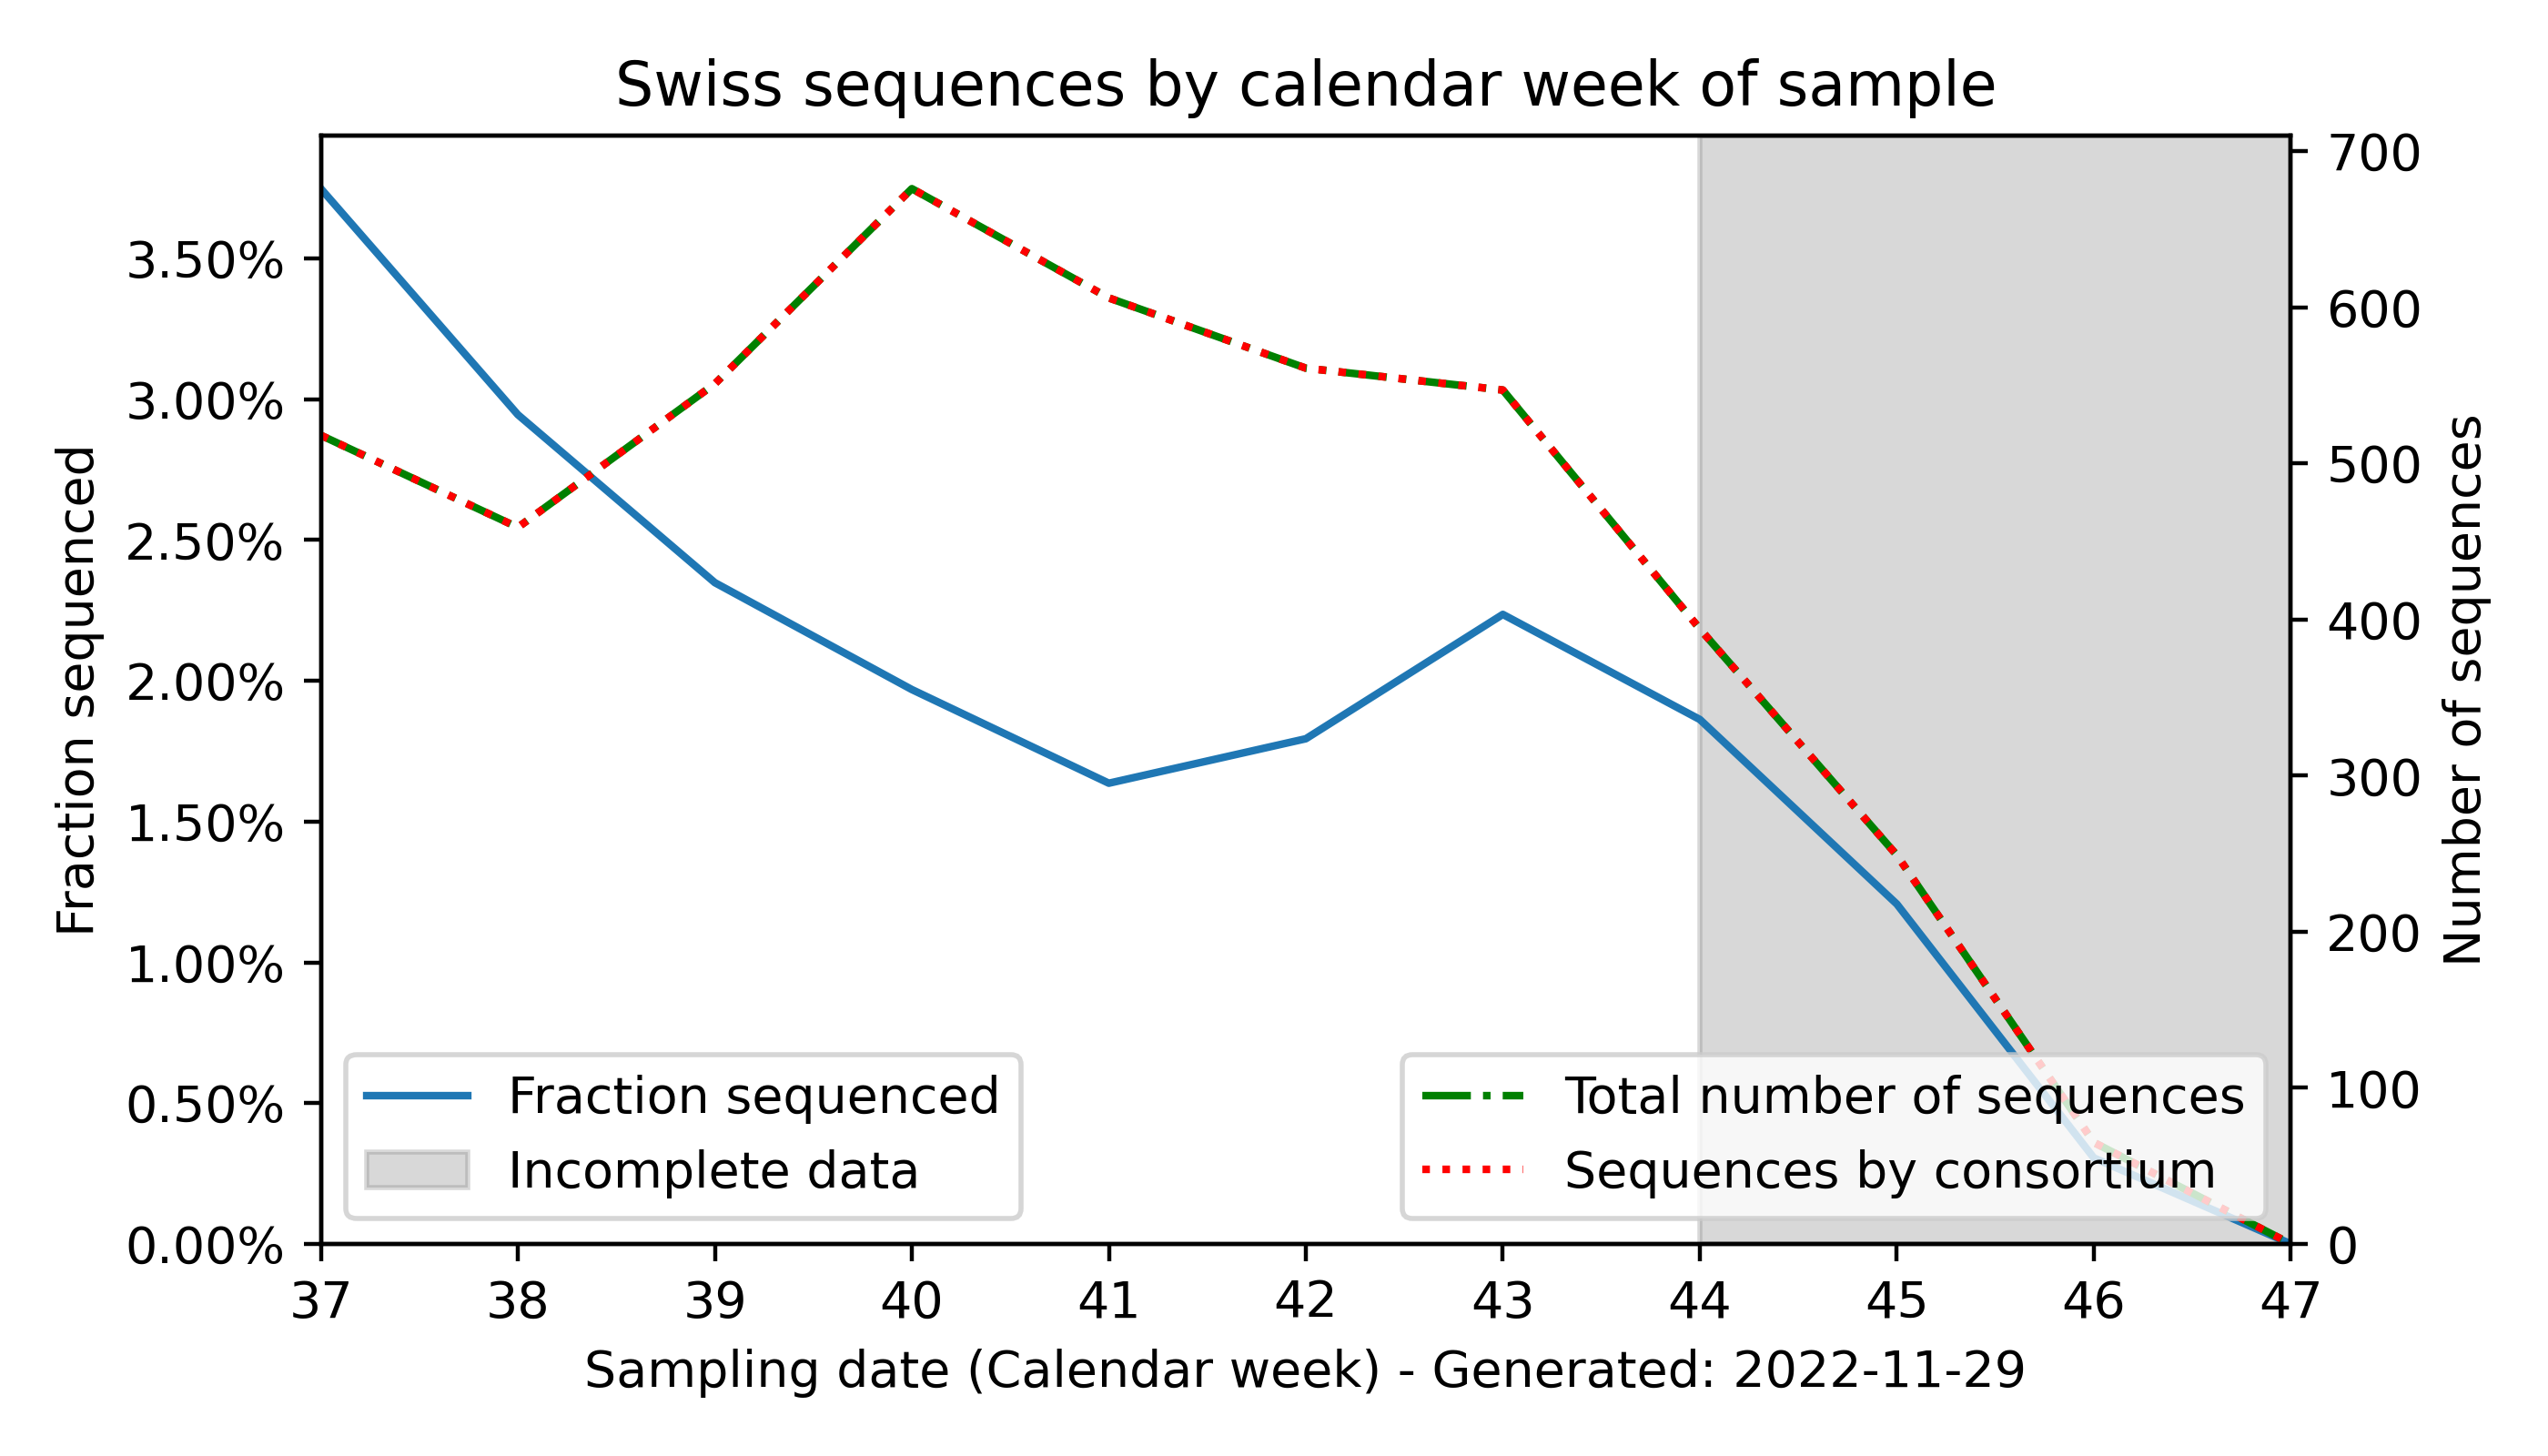 Swiss sequences by calendar week of sample
3.50%
3.00%
2.50%
2.00%
1.50%
1.00%
0.50%
0.00%
Fraction sequenced
700
600
500
400
300
200
100
0
Number of sequences
Fraction sequenced
Incomplete data
Total number of sequences
Sequences by consortium
37 38 39 40 41 42 43 44 45 46 47
Sampling date (Calendar week) - Generated: 2022-11-29